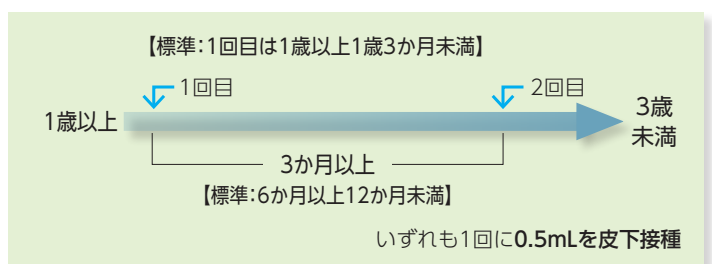 【標準:1回目は1歳以上1歳3か月未満】
1回目
2回目
1歳以上
3歳
未満
3か月以上
【標準:6か月以上12か月未満】
いずれも1回に0.5mLを皮下接種